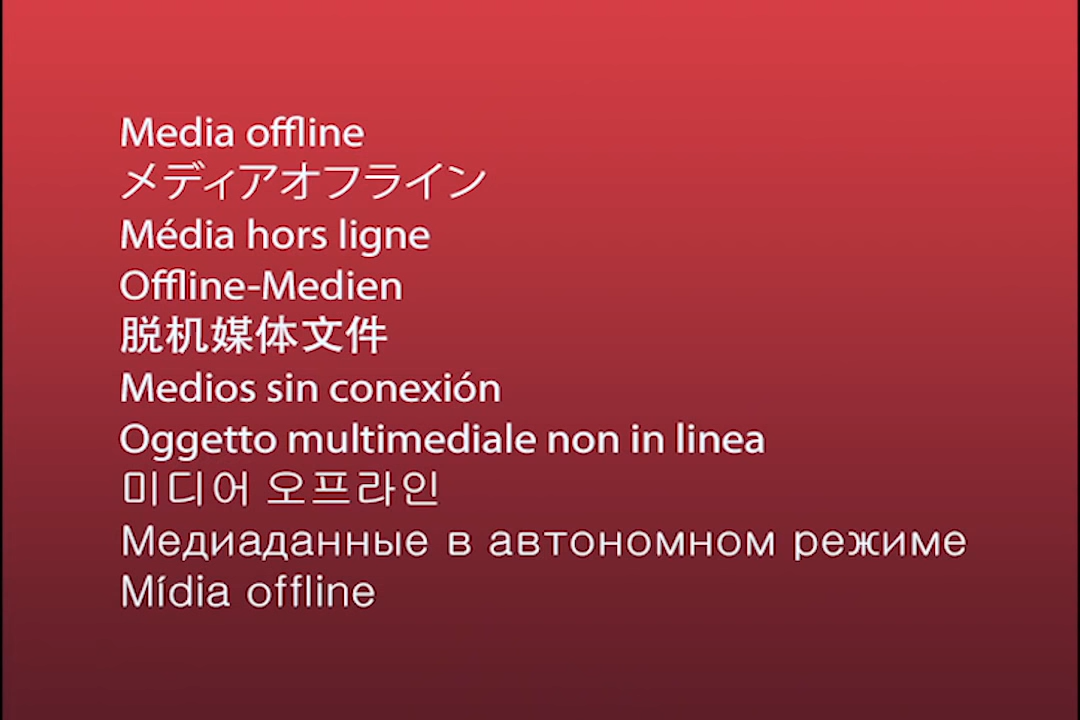 Media offline
メディアオフライン
Média hors ligne
Offline-Medien
脱机媒体文件
Medios sin conexión
Oggetto multimediale non in linea
미디어 오프라인
Медиаданные в автономном режиме
Mídia offline